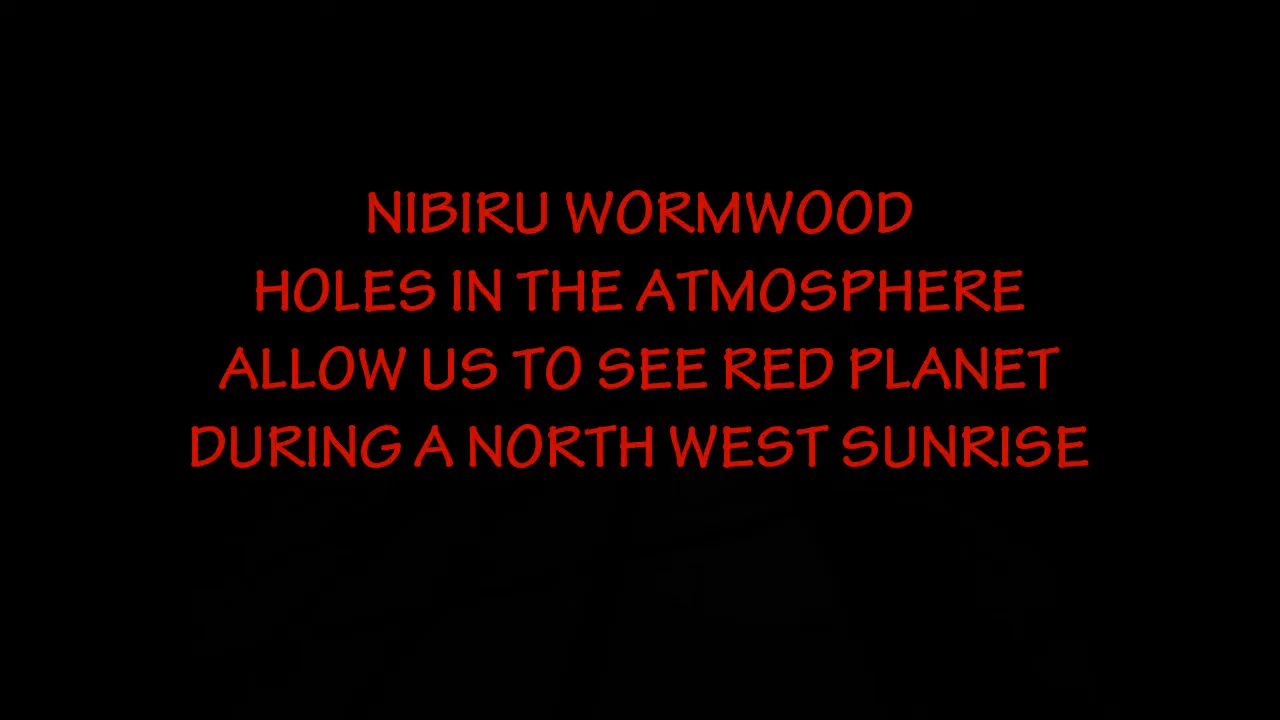 NIBIRU WORMWOOD
HOLES IN THE ATMOSPHERE
ALLOW US TO SEE RED PLANET
DURING A NORTH WEST SUNRISE